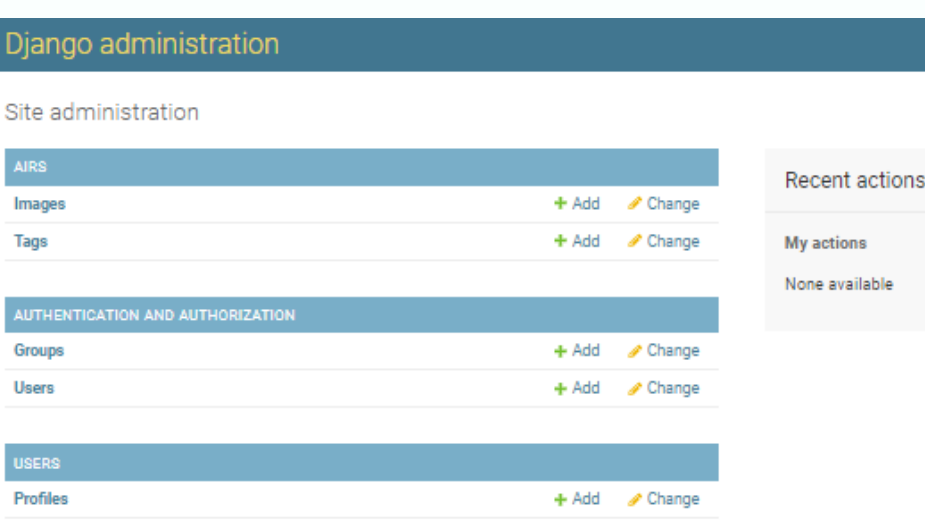 Django administration
Site administration
AIRS
Images + Add Change
Tags + Add Change
AUTHENTICATION AND AUTHORIZATION
Groups + Add Change
Users + Add Change
USERS
Profiles + Add Change
Recent actions
My actions
None available